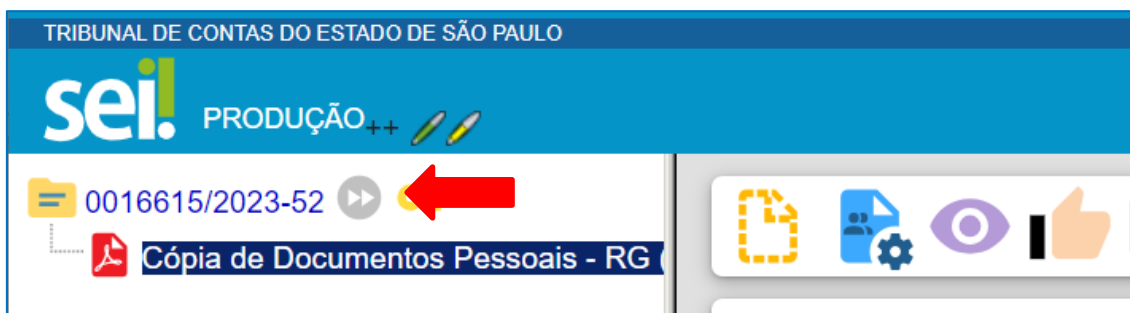 TRIBUNAL DE CONTAS DO ESTADO DE SÃO PAULO
sei! PRODUÇÃO++
0016615/2023-52
Cópia de Documentos Pessoais - RG (